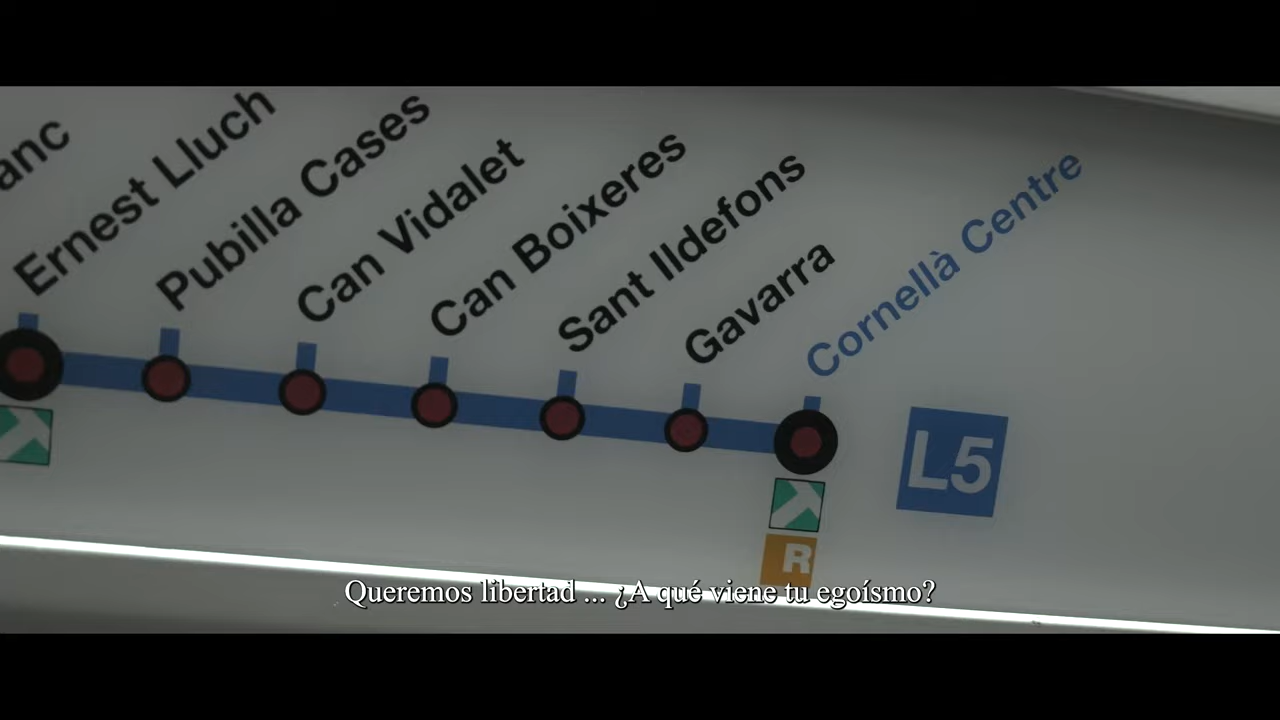 Ernest Lluch
Pubilla Cases
Can Vidalet
Can Boixeres
Sant Ildefons
Gavarra
Cornellà Centre
L5
R
Queremos libertad ... ¿A qué viene tu egoísmo?